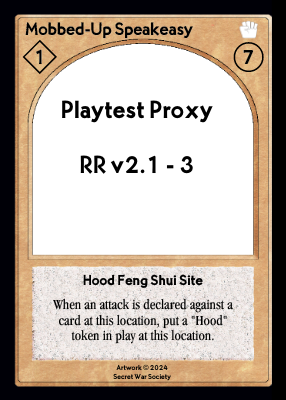 Mobbed-Up Speakeasy
1
7
Playtest Proxy
RR v2.1 - 3
Hood Feng Shui Site
When an attack is declared against a
card at this location, put a "Hood"
token in play at this location.
Artwork © 2024
Secret War Society